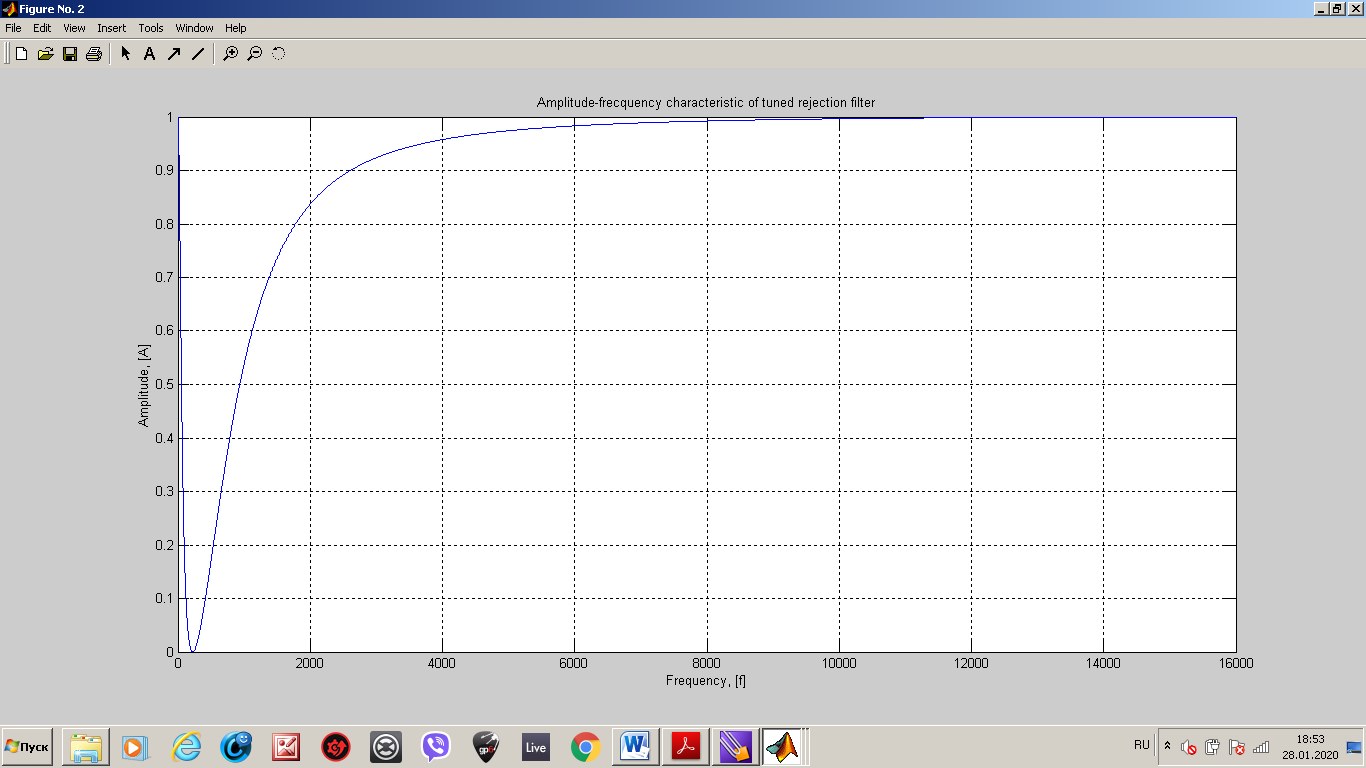 Figure No. 2
File Edit View Insert Tools Window Help
A
Amplitude-frecquency characteristic of tuned rejection filter
1
0.9
0.8
0.7
0.6
0.5
0.4
0.3
0.2
0.1
0
Amplitude, [A]
0 2000 4000 6000 8000 10000 12000 14000 16000
Frequency, [f]
Пуск
gp6
Live
W
RU
18:53
28.01.2020